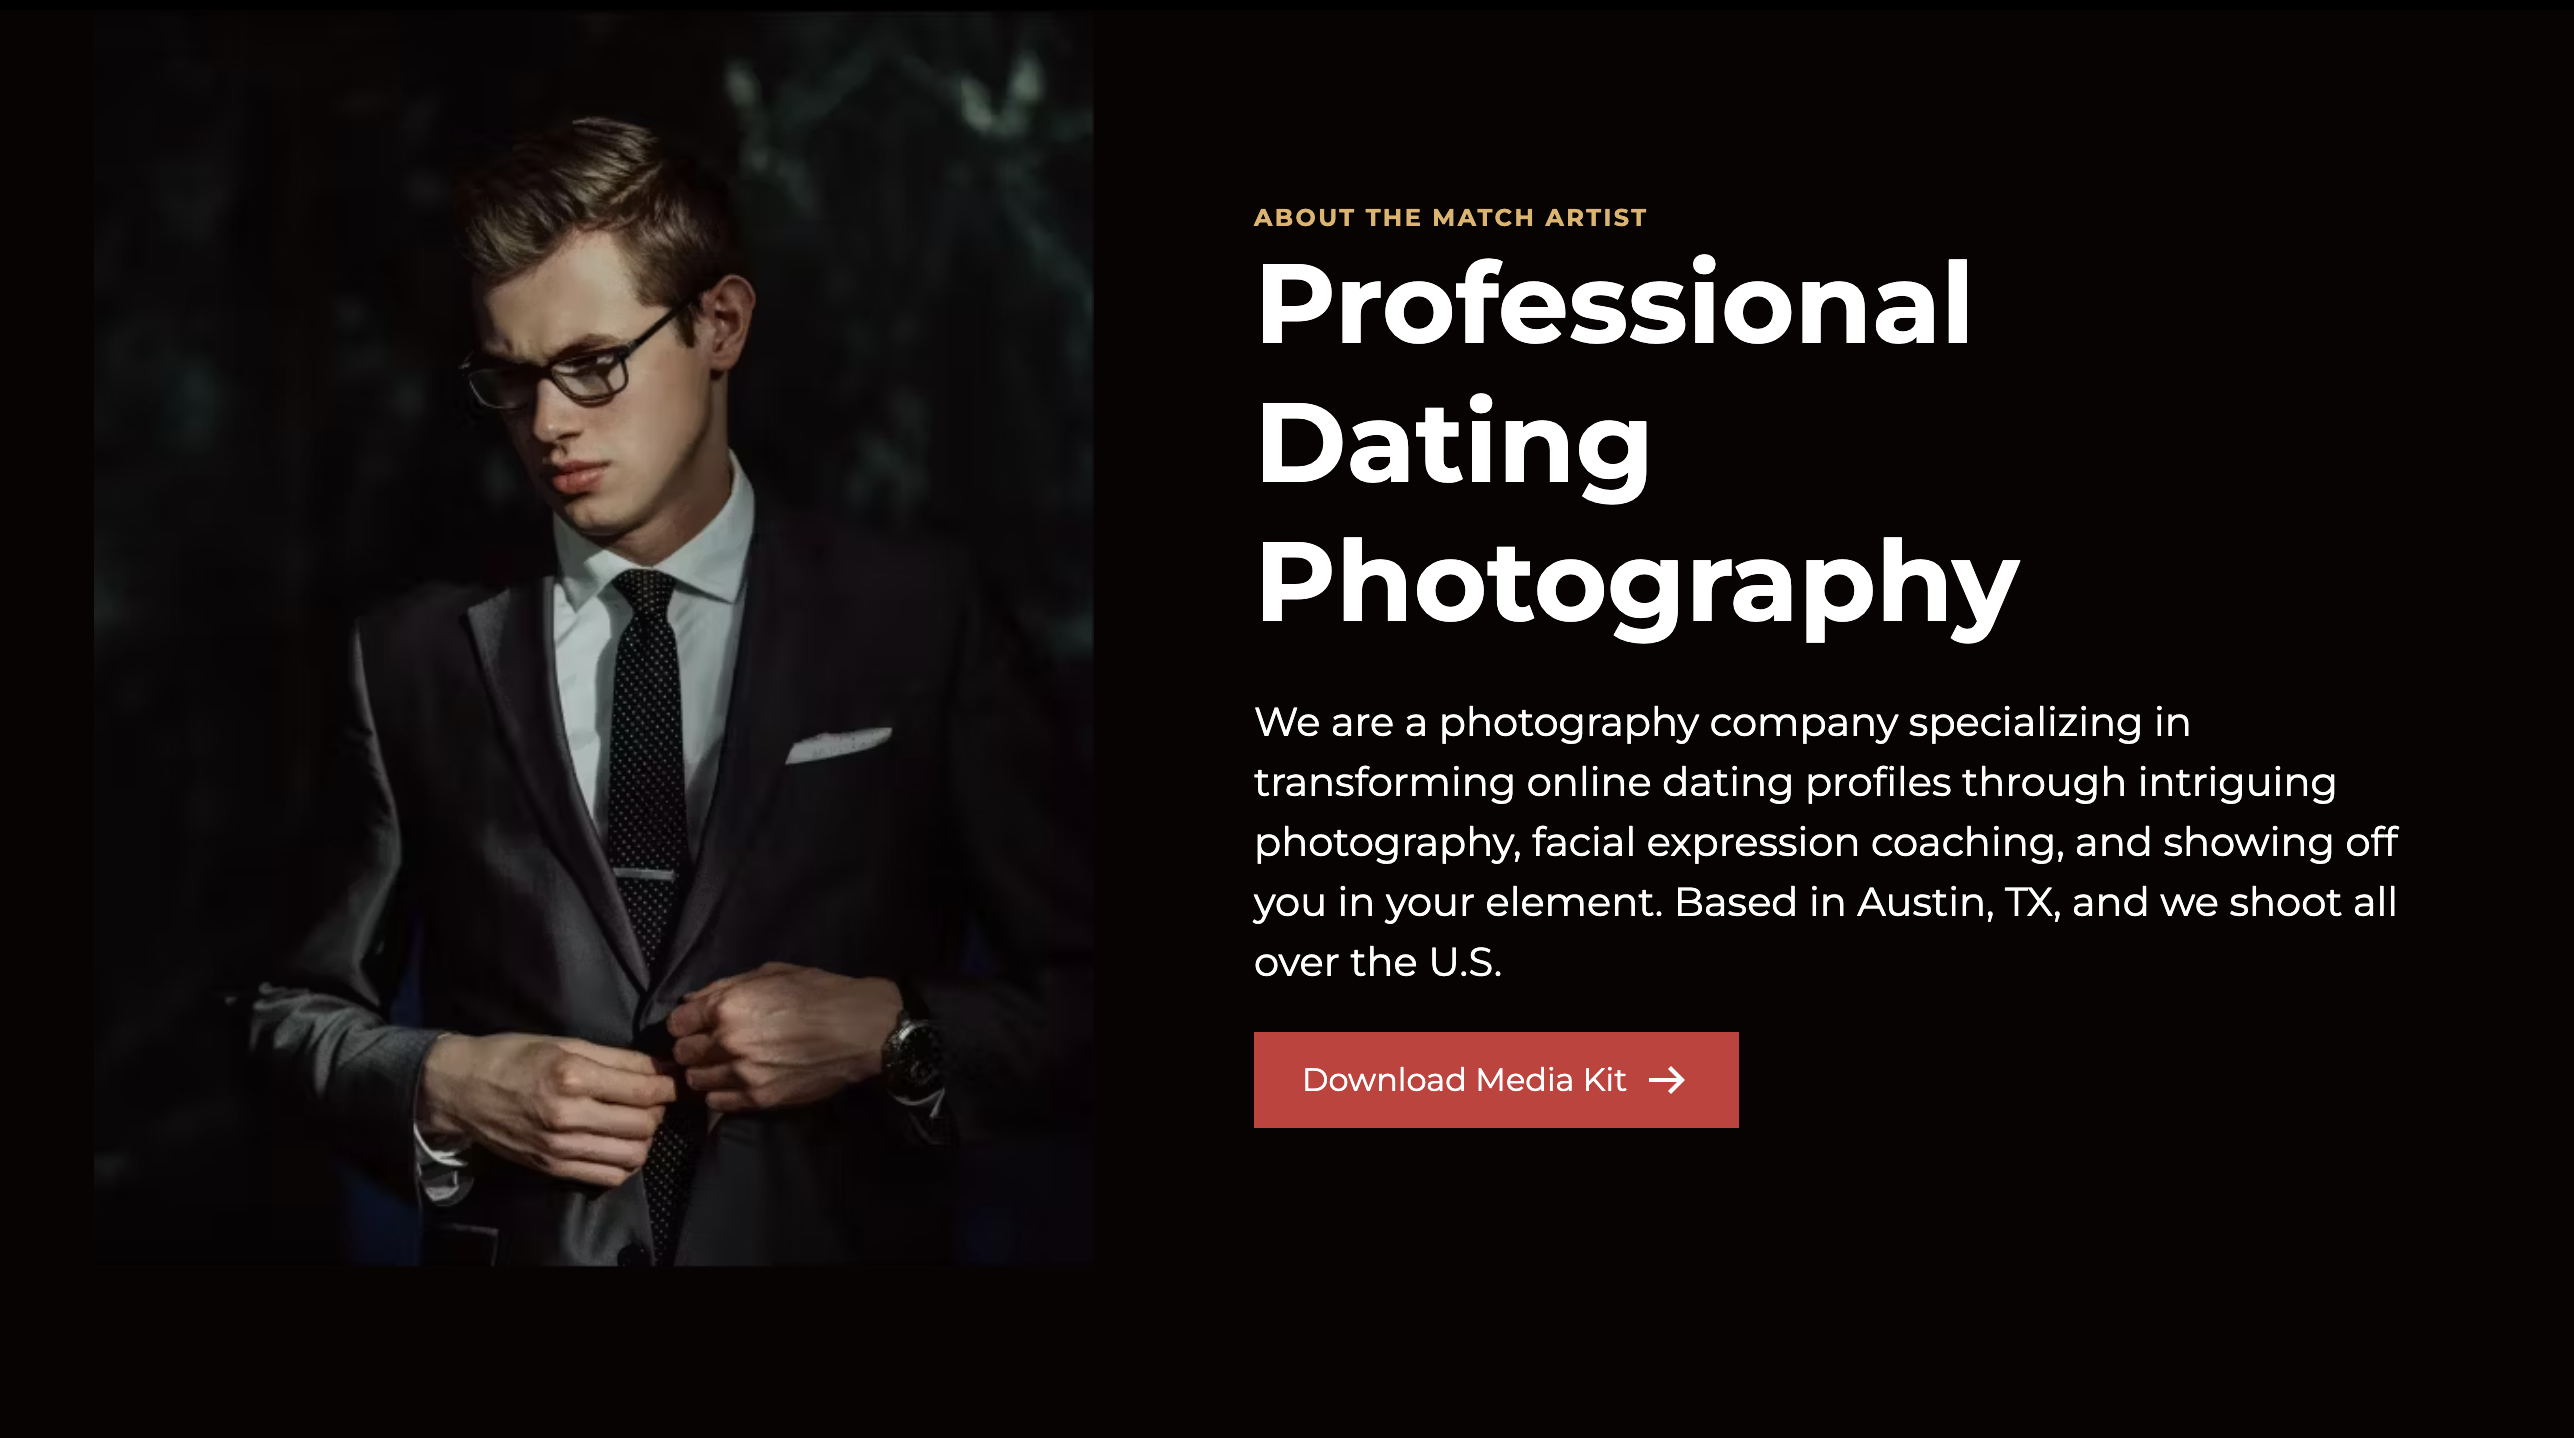 ABOUT THE MATCH ARTIST
Professional
Dating
Photography
We are a photography company specializing in
transforming online dating profiles through intriguing
photography, facial expression coaching, and showing off
you in your element. Based in Austin, TX, and we shoot all
over the U.S.
Download Media Kit →